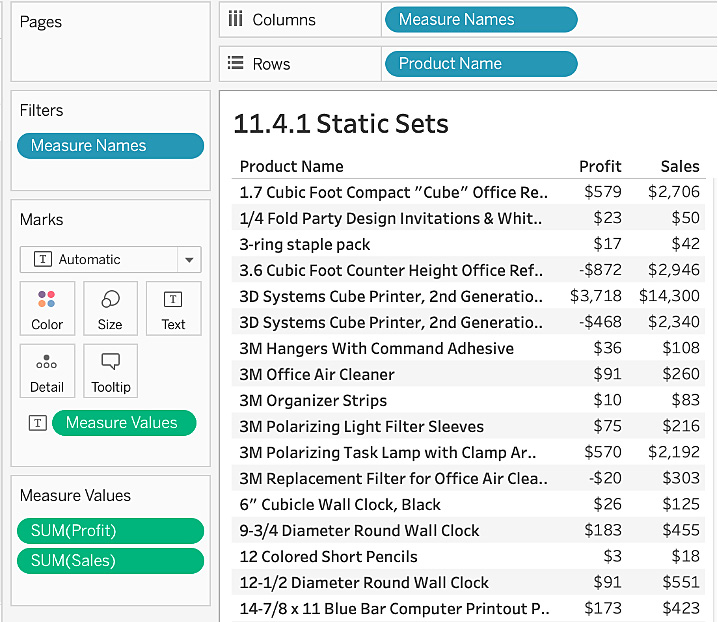 Pages
Columns
Measure Names
Rows
Product Name
Filters
Measure Names
Marks
Automatic
Color
Size
Text
Detail
Tooltip
Measure Values
Measure Values
SUM(Profit)
SUM(Sales)
11.4.1 Static Sets
Product Name Profit Sales
1.7 Cubic Foot Compact "Cube" Office Re.. $579 $2,706
1/4 Fold Party Design Invitations & Whit.. $23 $50
3-ring staple pack $17 $42
3.6 Cubic Foot Counter Height Office Ref.. -$872 $2,946
3D Systems Cube Printer, 2nd Generatio.. $3,718 $14,300
3D Systems Cube Printer, 2nd Generatio.. -$468 $2,340
3M Hangers With Command Adhesive $36 $108
3M Office Air Cleaner $91 $260
3M Organizer Strips $10 $83
3M Polarizing Light Filter Sleeves $75 $216
3M Polarizing Task Lamp with Clamp Ar.. $570 $2,192
3M Replacement Filter for Office Air Clea.. -$20 $303
6" Cubicle Wall Clock, Black $26 $125
9-3/4 Diameter Round Wall Clock $183 $455
12 Colored Short Pencils $3 $18
12-1/2 Diameter Round Wall Clock $91 $551
14-7/8 x 11 Blue Bar Computer Printout P.. $173 $423